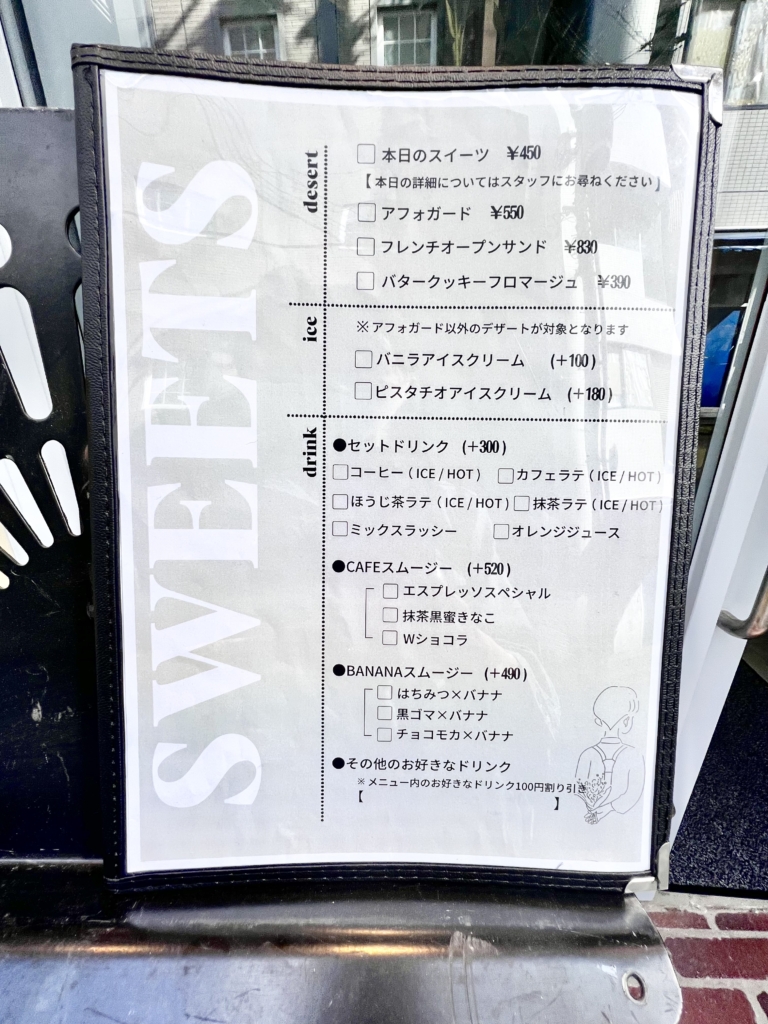 SWEETS
desert
□ 本日のスイーツ ¥450
【 本日の詳細についてはスタッフにお尋ねください 】
□ アフォガード ¥550
□ フレンチオープンサンド ¥830
□ バタークッキーフロマージュ ¥390
ice
※ アフォガード以外のデザートが対象となります
□ バニラアイスクリーム (+100)
□ ピスタチオアイスクリーム (+180)
drink
●セットドリンク (+300)
□コーヒー ( ICE / HOT ) □カフェラテ ( ICE / HOT )
□ほうじ茶ラテ ( ICE / HOT ) □抹茶ラテ ( ICE / HOT )
□ミックスラッシー □オレンジジュース
●CAFEスムージー (+520)
□ エスプレッソスペシャル
□ 抹茶黒蜜きなこ
□ Wショコラ
●BANANAスムージー (+490)
□ はちみつ×バナナ
□ 黒ゴマ×バナナ
□ チョコモカ×バナナ
●その他のお好きなドリンク
※ メニュー内のお好きなドリンク100円割り引き
【 】